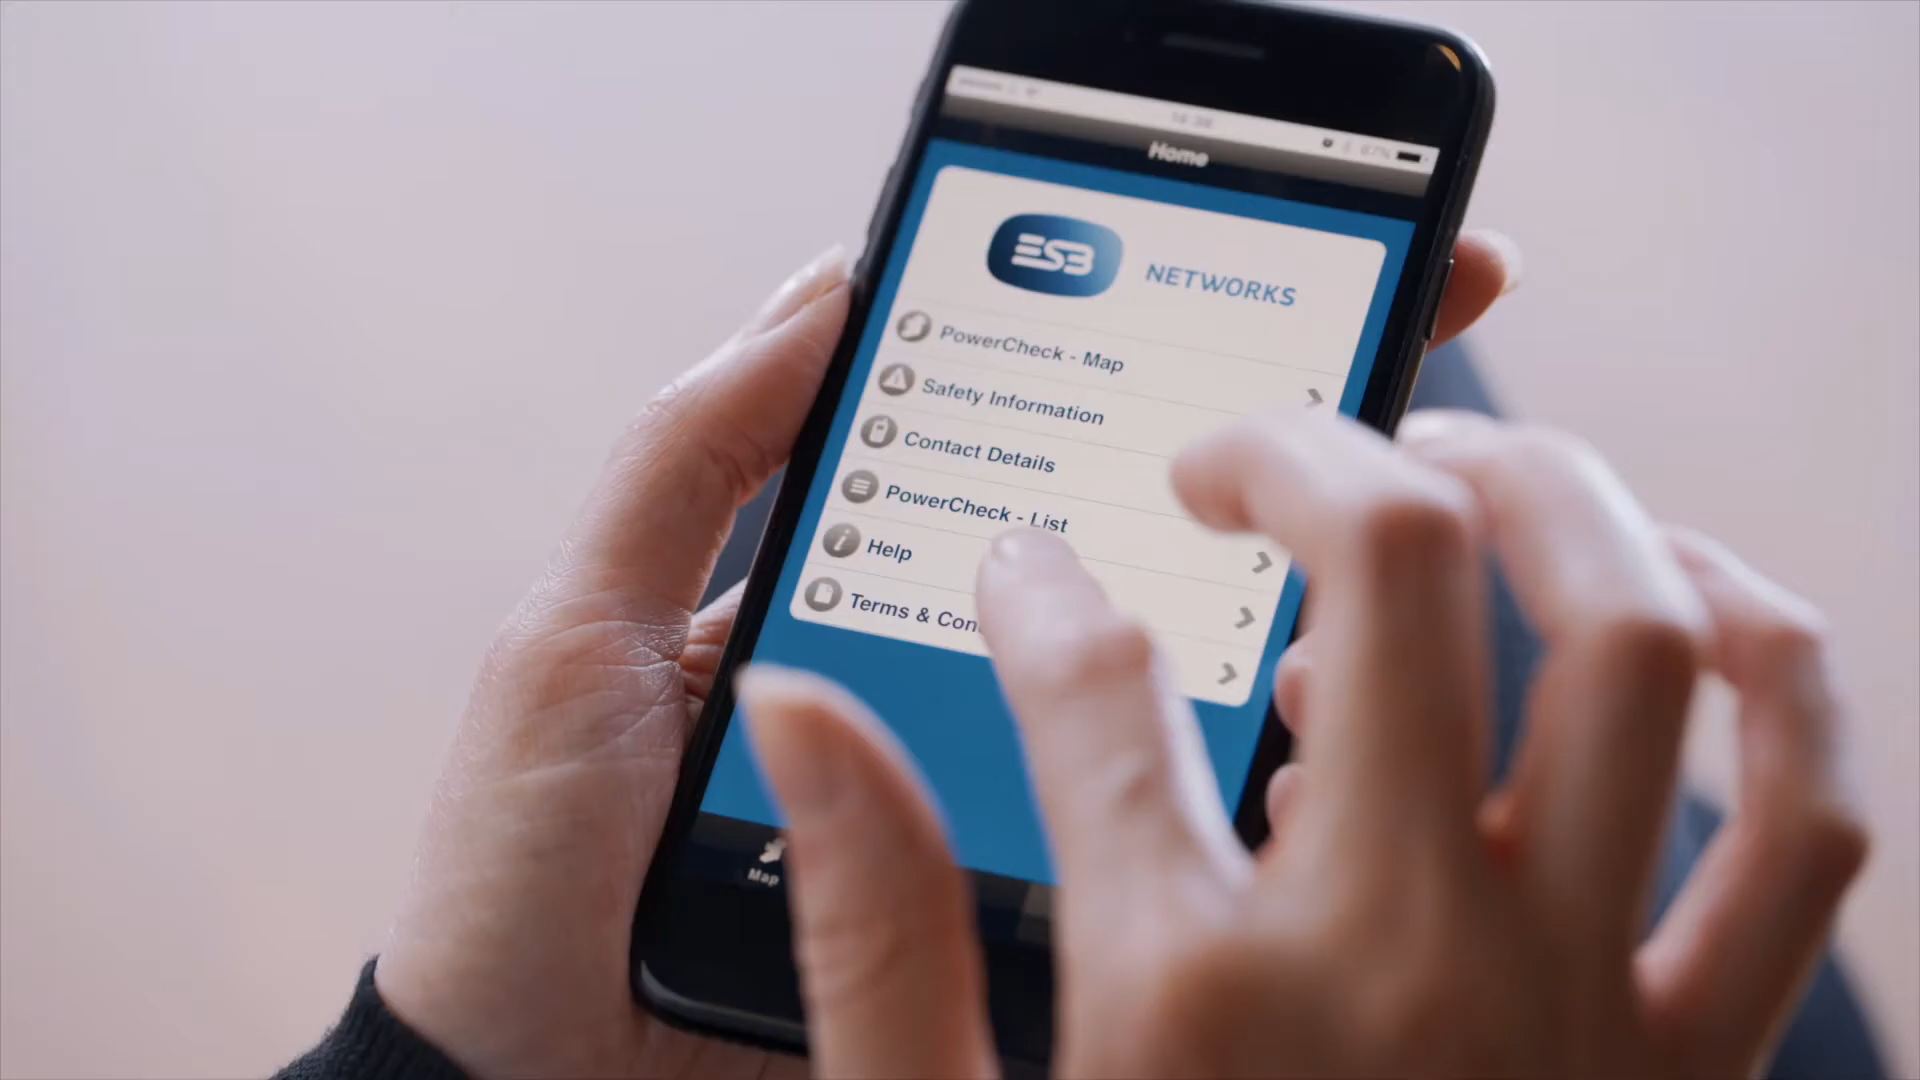 Home
ESB NETWORKS
PowerCheck - Map
Safety Information
Contact Details
PowerCheck - List
Help
Terms & Con
Map